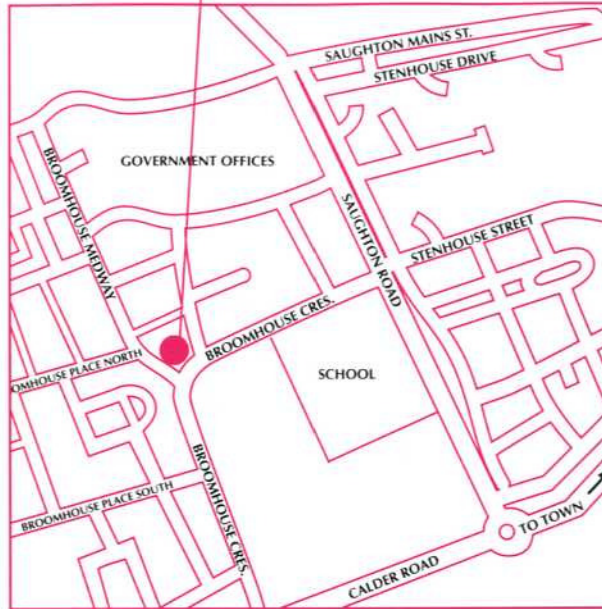 SAUGHTON MAINS ST.
STENHOUSE DRIVE
GOVERNMENT OFFICES
BROOMHOUSE MEDWAY
SAUGHTON ROAD
STENHOUSE STREET
BROOMHOUSE CRES.
OMHOUSE PLACE NORTH
SCHOOL
BROOMHOUSE CRES.
BROOMHOUSE PLACE SOUTH
TO TOWN
CALDER ROAD